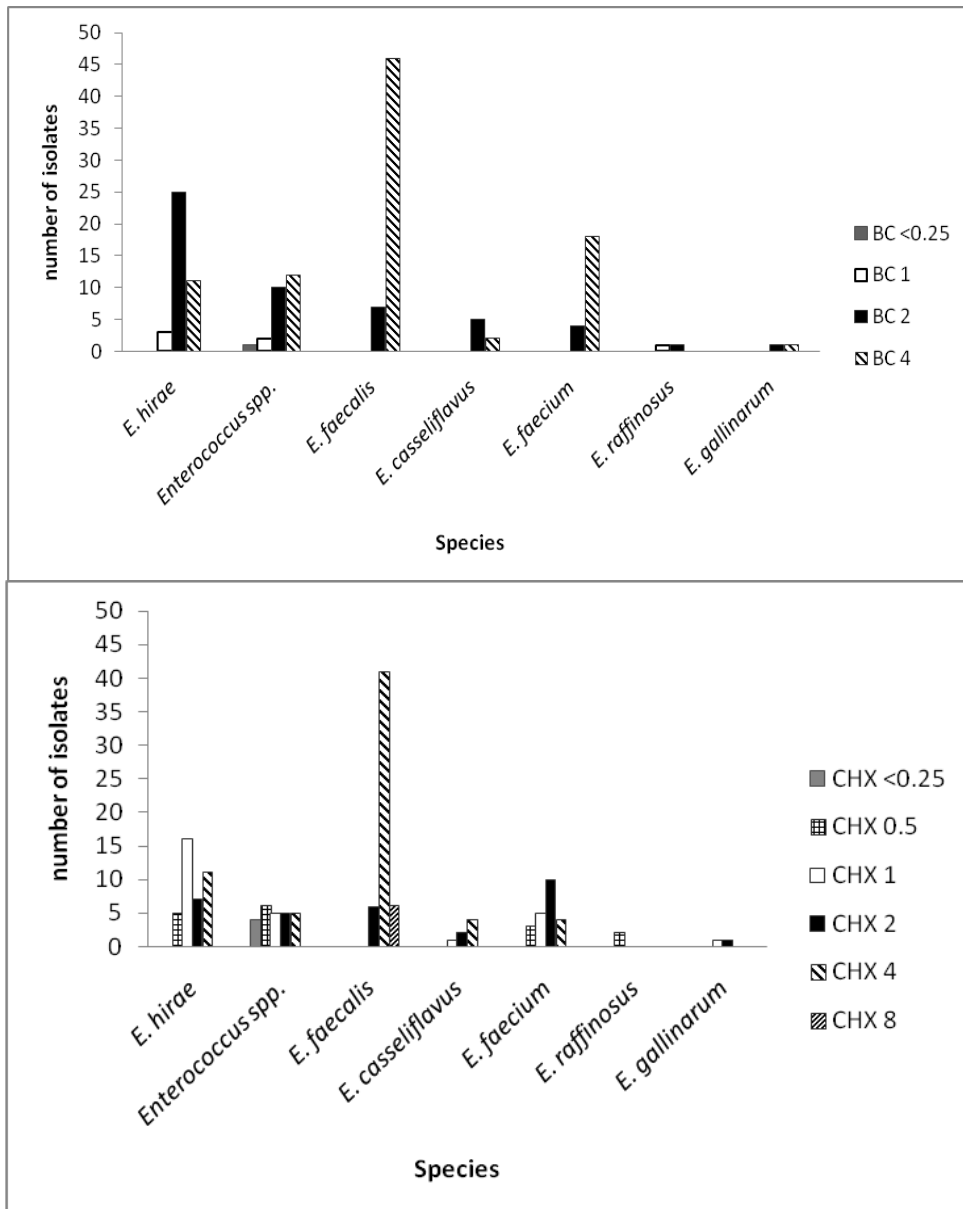 50
45
40
35
30
25
20
15
10
5
0
number of isolates
E. hirae
Enterococcus spp.
E. faecalis
E. casseliflavus
E. faecium
E. raffinosus
E. gallinarum
Species
BC <0.25
BC 1
BC 2
BC 4
50
45
40
35
30
25
20
15
10
5
0
number of isolates
E. hirae
Enterococcus spp.
E. faecalis
E. casseliflavus
E. faecium
E. raffinosus
E. gallinarum
Species
CHX <0.25
CHX 0.5
CHX 1
CHX 2
CHX 4
CHX 8